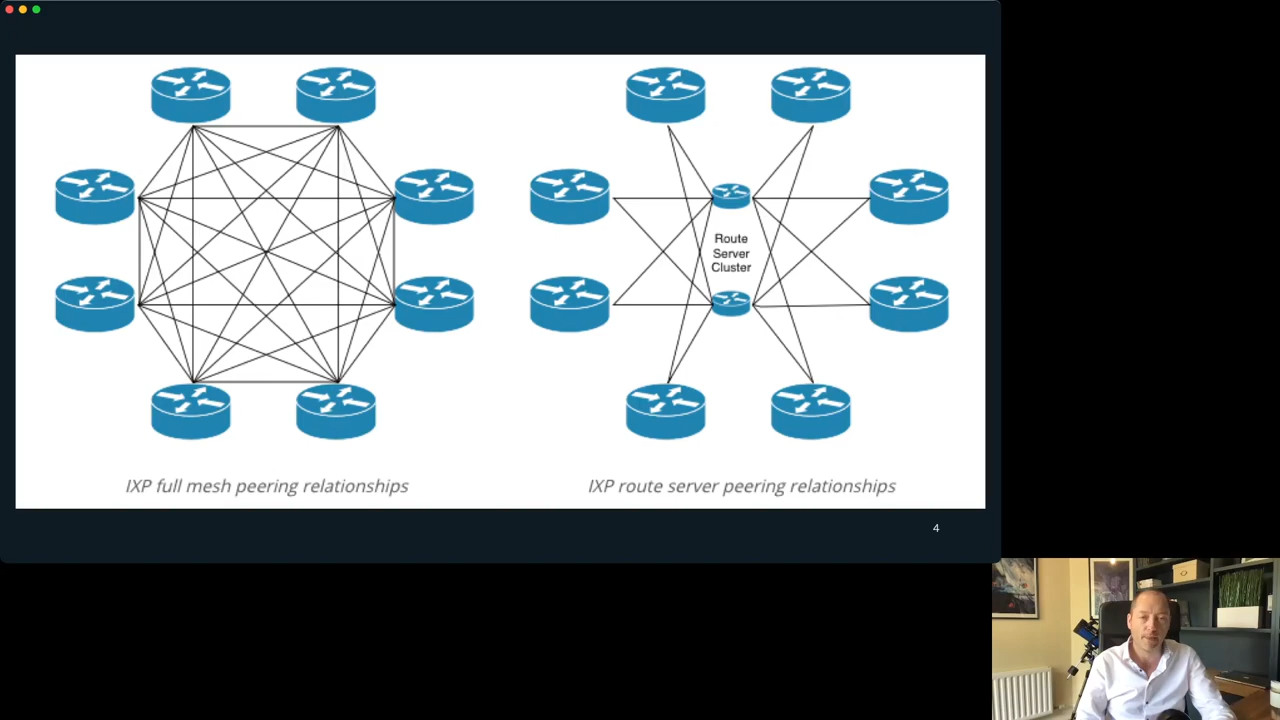 Route
Server
Cluster
IXP full mesh peering relationships
IXP route server peering relationships
4